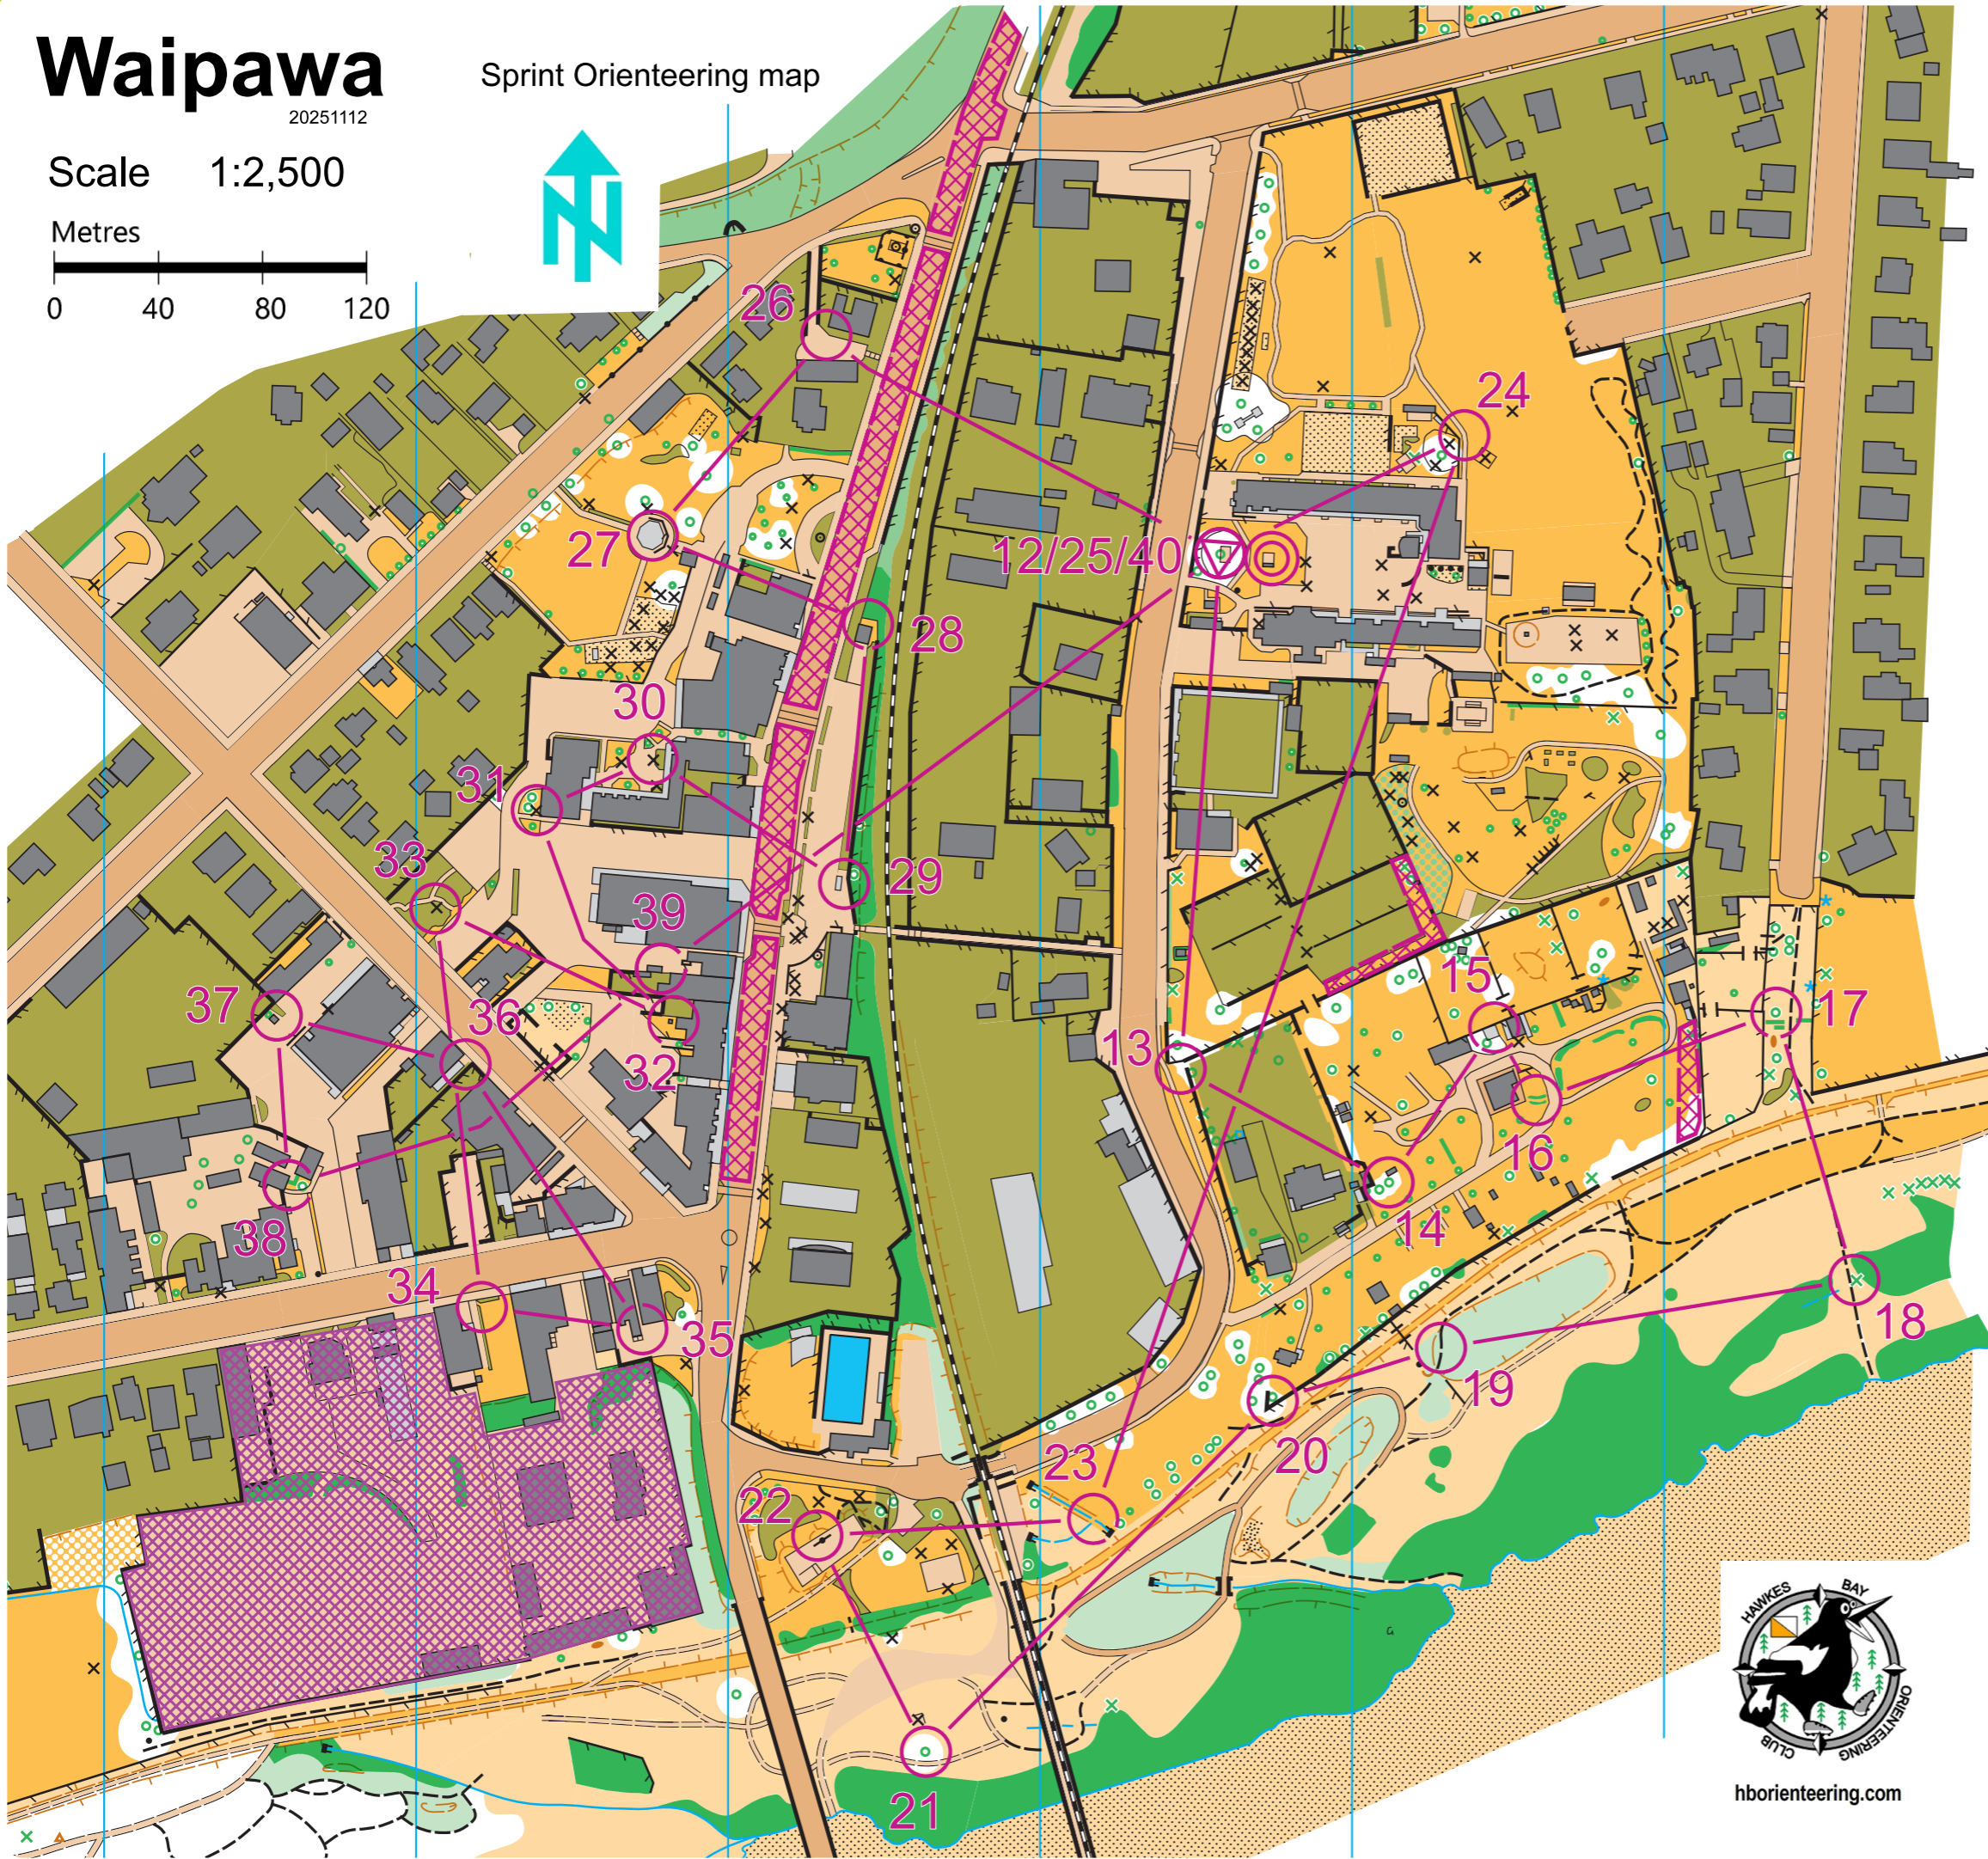 Waipawa
20251112
Sprint Orienteering map
Scale 1:2,500
Metres
0 40 80 120
N
26
24
27
12/25/40
28
30
31
33
39
29
15
37
36
32
13
17
16
38
14
34
35
18
19
20
23
22
21
HAWKES BAY
ORIENTEERING
CLUB
hborienteering.com